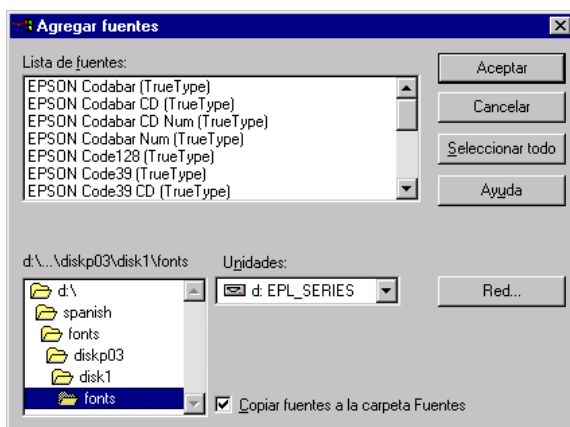 Agregar fuentes
Lista de fuentes:
EPSON Codabar (TrueType)
EPSON Codabar CD (TrueType)
EPSON Codabar CD Num (TrueType)
EPSON Codabar Num (TrueType)
EPSON Code128 (TrueType)
EPSON Code39 (TrueType)
EPSON Code39 CD (TrueType)
Aceptar
Cancelar
Seleccionar todo
Ayuda
d:\...\diskp03\disk1\fonts
d:\
spanish
fonts
diskp03
disk1
fonts
Unidades:
d: EPL_SERIES
Red...
Copiar fuentes a la carpeta Fuentes